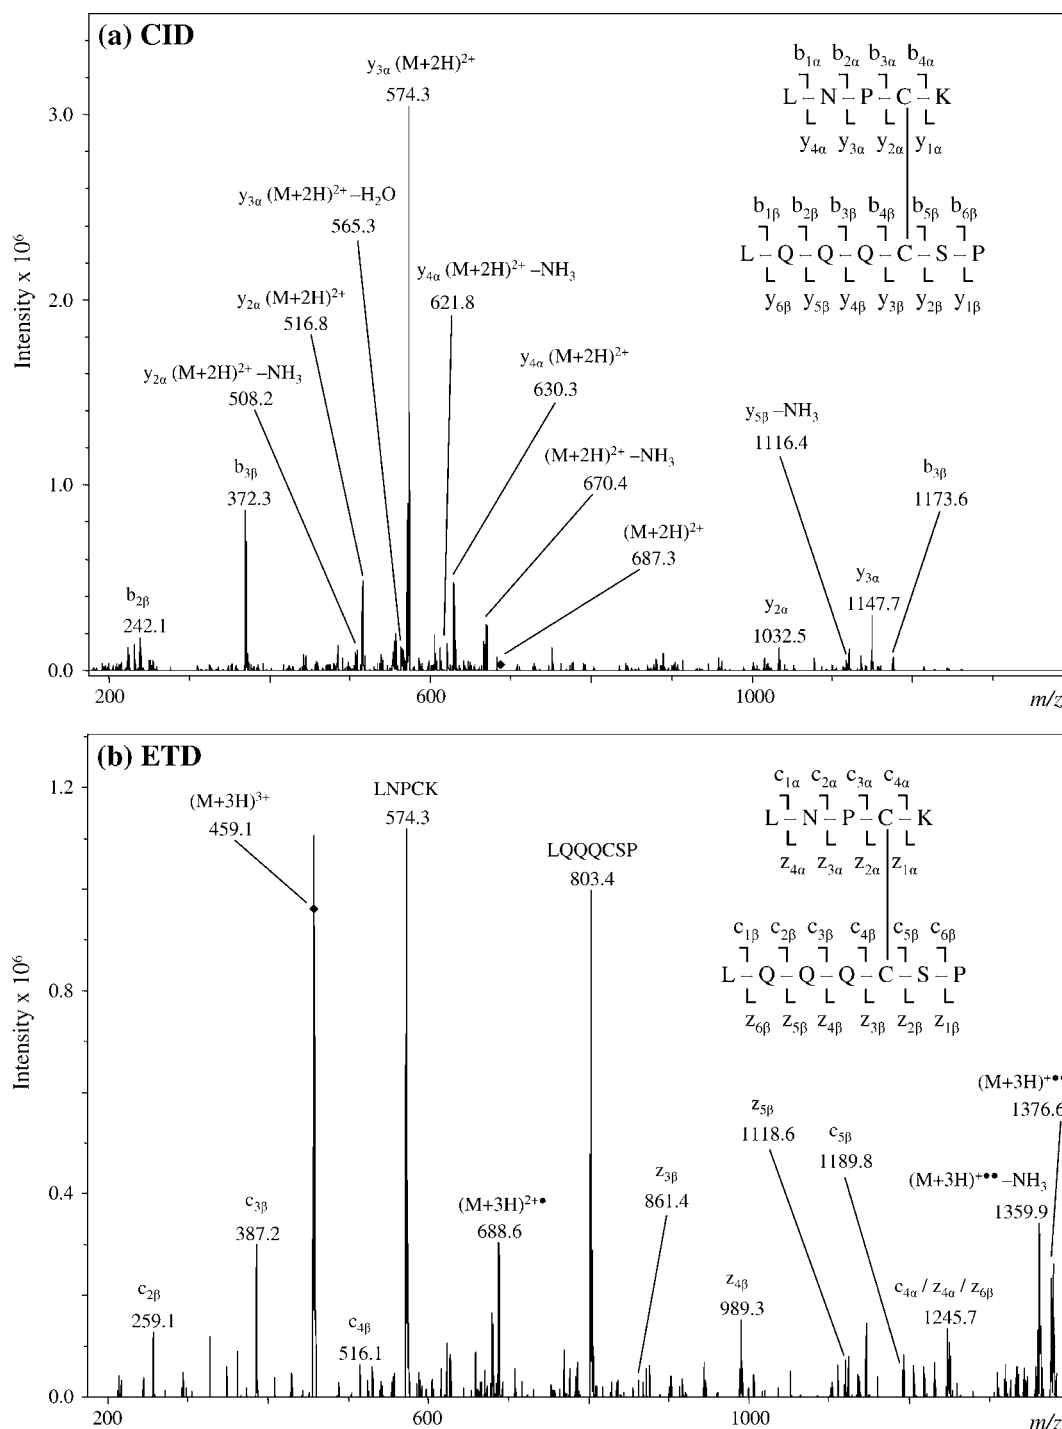 (a) CID
y3α (M+2H)2+
574.3
y3α (M+2H)2+ –H2O
565.3
y4α (M+2H)2+ –NH3
621.8
y2α (M+2H)2+
516.8
y2α (M+2H)2+ –NH3
508.2
y4α (M+2H)2+
630.3
(M+2H)2+ –NH3
670.4
(M+2H)2+
687.3
b3β
372.3
b2β
242.1
y5β –NH3
1116.4
b3β
1173.6
y3α
1147.7
y2α
1032.5
b1α b2α b3α b4α
L – N – P – C – K
y4α y3α y2α y1α
b1β b2β b3β b4β b5β b6β
L – Q – Q – Q – C – S – P
y6β y5β y4β y3β y2β y1β
Intensity x 10⁶
3.0
2.0
1.0
0.0
200 600 1000 m/z
(b) ETD
(M+3H)3+
459.1
LNPCK
574.3
LQQQCSP
803.4
c1α c2α c3α c4α
L – N – P – C – K
z4α z3α z2α z1α
c1β c2β c3β c4β c5β c6β
L – Q – Q – Q – C – S – P
z6β z5β z4β z3β z2β z1β
(M+3H)+●●
1376.6
z5β
1118.6
c5β
1189.8
(M+3H)+●● –NH3
1359.9
z3β
861.4
(M+3H)2+●
688.6
c3β
387.2
c2β
259.1
c4β
516.1
z4β
989.3
c4α / z4α / z6β
1245.7
Intensity x 10⁶
1.2
0.8
0.4
0.0
200 600 1000 m/z